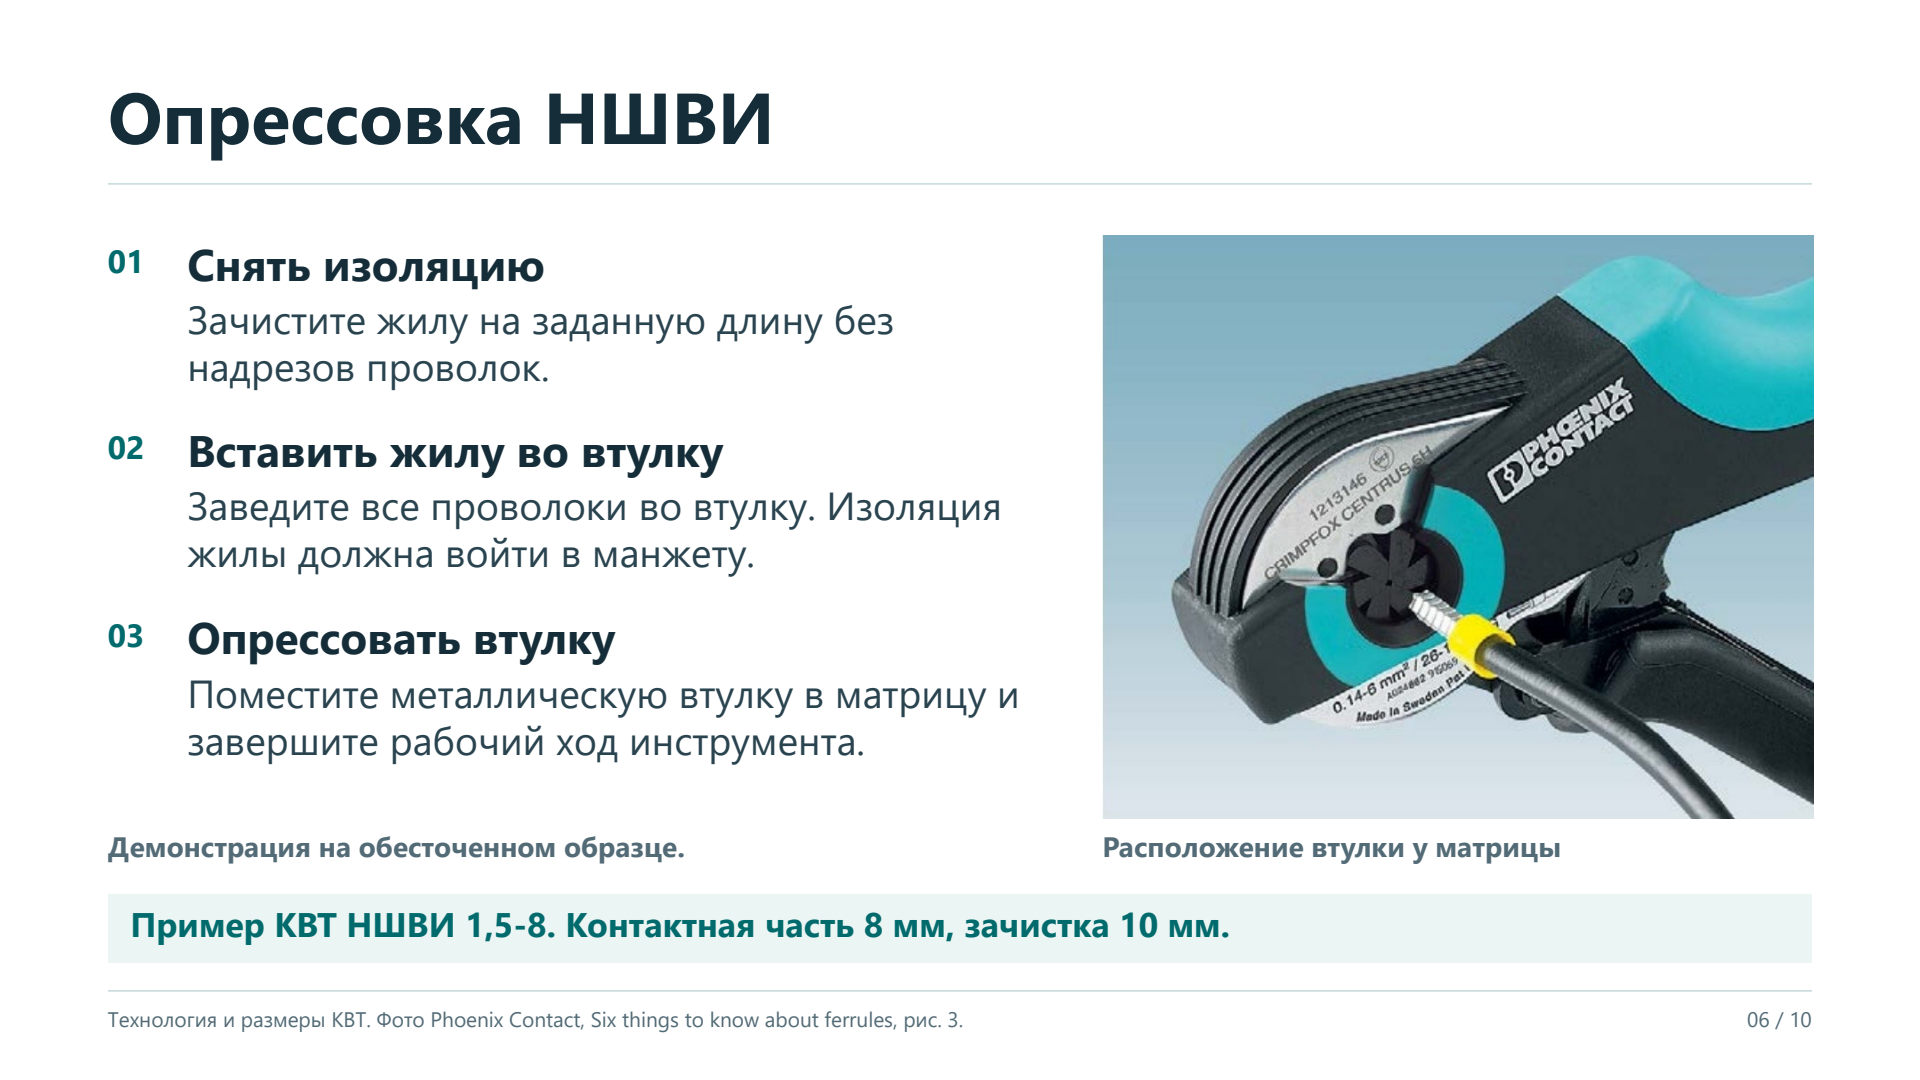 Опрессовка НШВИ
01
Снять изоляцию
Зачистите жилу на заданную длину без
надрезов проволок.
02
Вставить жилу во втулку
Заведите все проволоки во втулку. Изоляция
жилы должна войти в манжету.
03
Опрессовать втулку
Поместите металлическую втулку в матрицу и
завершите рабочий ход инструмента.
Демонстрация на обесточенном образце.
PHŒNIX
CONTACT
1213146
CRIMPFOX CENTRUS 6H
0.14-6 mm² / 26-1
Made in Sweden Pat
Расположение втулки у матрицы
Пример КВТ НШВИ 1,5-8. Контактная часть 8 мм, зачистка 10 мм.
Технология и размеры КВТ. Фото Phoenix Contact, Six things to know about ferrules, рис. 3.
06 / 10